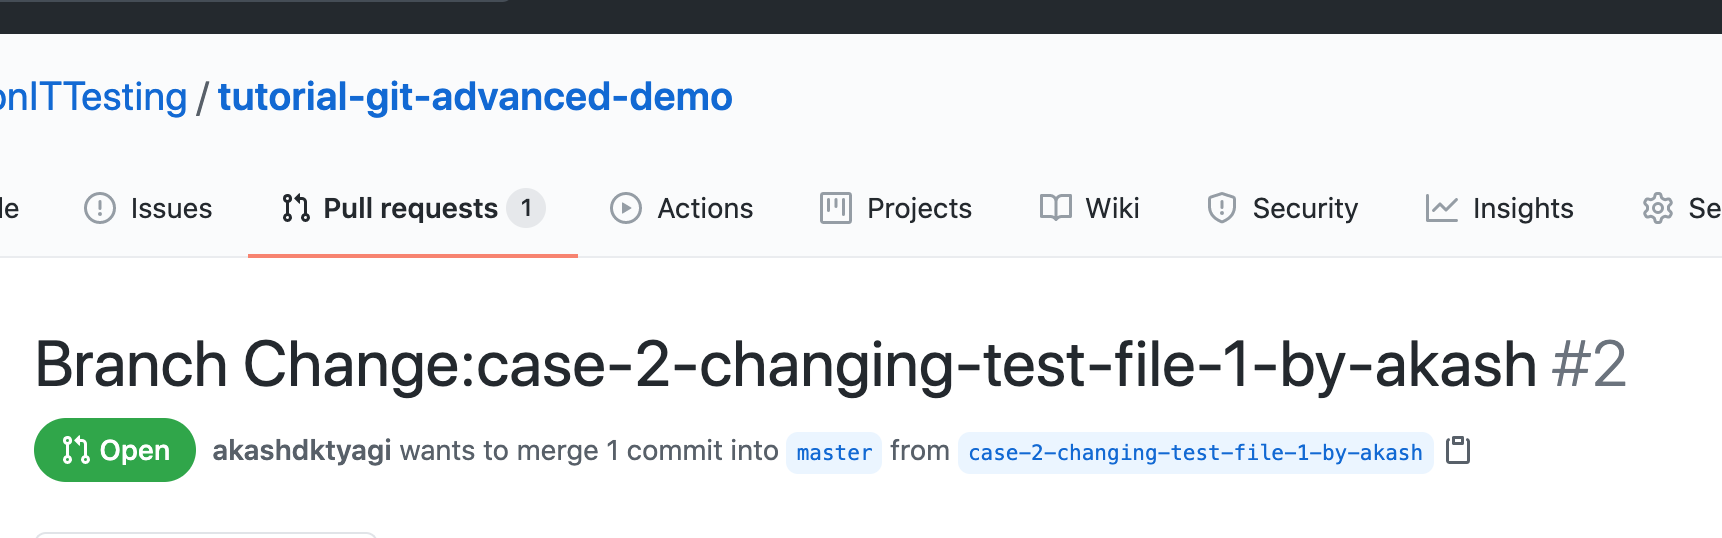 onITTesting / tutorial-git-advanced-demo
le Issues Pull requests 1 Actions Projects Wiki Security Insights Se
Branch Change:case-2-changing-test-file-1-by-akash #2
Open akashdktyagi wants to merge 1 commit into master from case-2-changing-test-file-1-by-akash